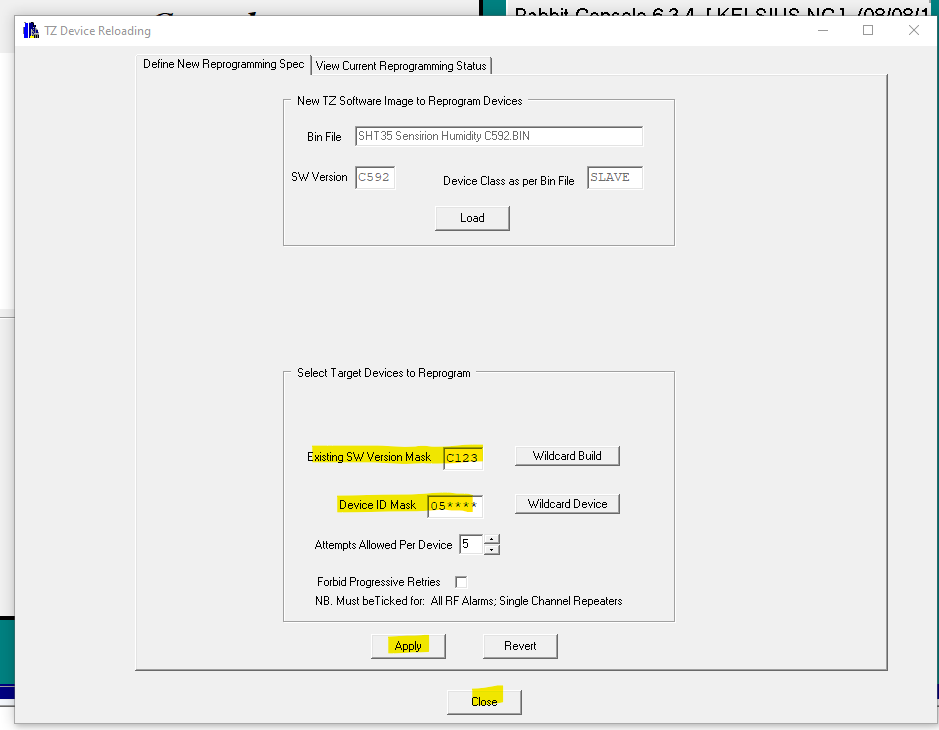 Rabbit Console 6.3.4 [ KELSIUS NC ] (08/08/1
TZ Device Reloading
Define New Reprogramming Spec
View Current Reprogramming Status
New TZ Software Image to Reprogram Devices
Bin File SHT35 Sensirion Humidity C592.BIN
SW Version C592 Device Class as per Bin File SLAVE
Load
Select Target Devices to Reprogram
Existing SW Version Mask C123 Wildcard Build
Device ID Mask 05**** Wildcard Device
Attempts Allowed Per Device 5
Forbid Progressive Retries
NB. Must beTicked for: All RF Alarms; Single Channel Repeaters
Apply Revert
Close